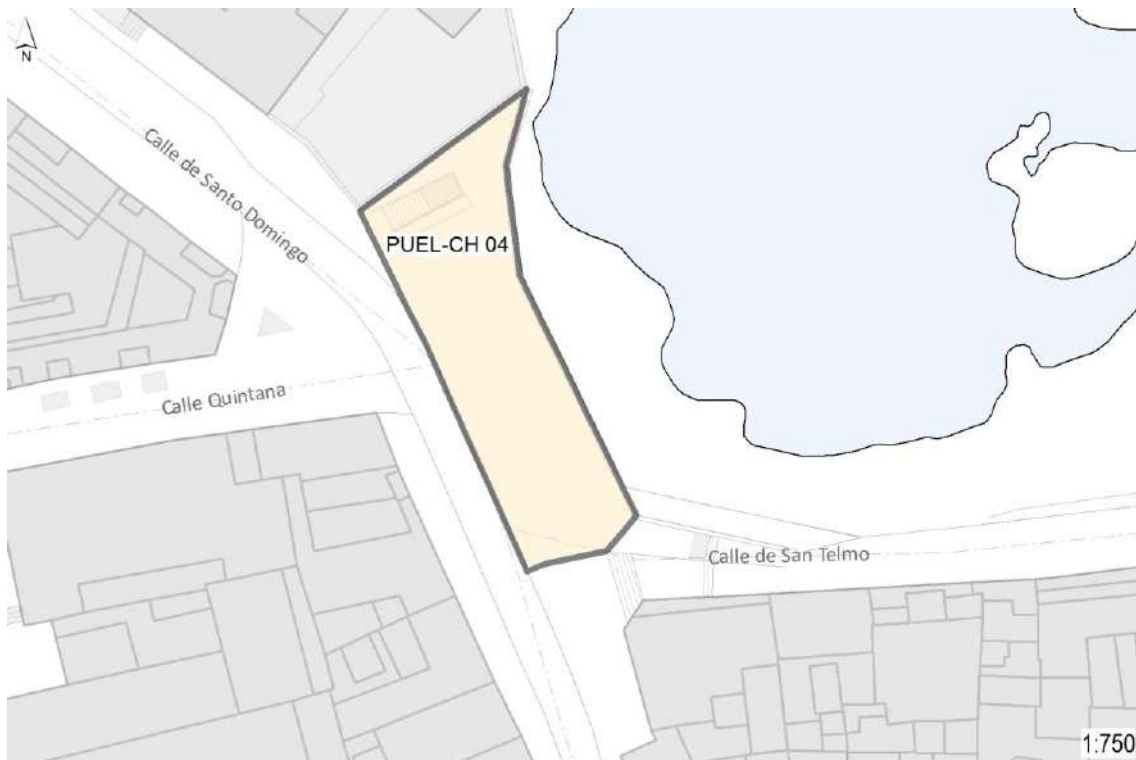 N
Calle de Santo Domingo
PUEL-CH 04
Calle Quintana
Calle de San Telmo
1:750